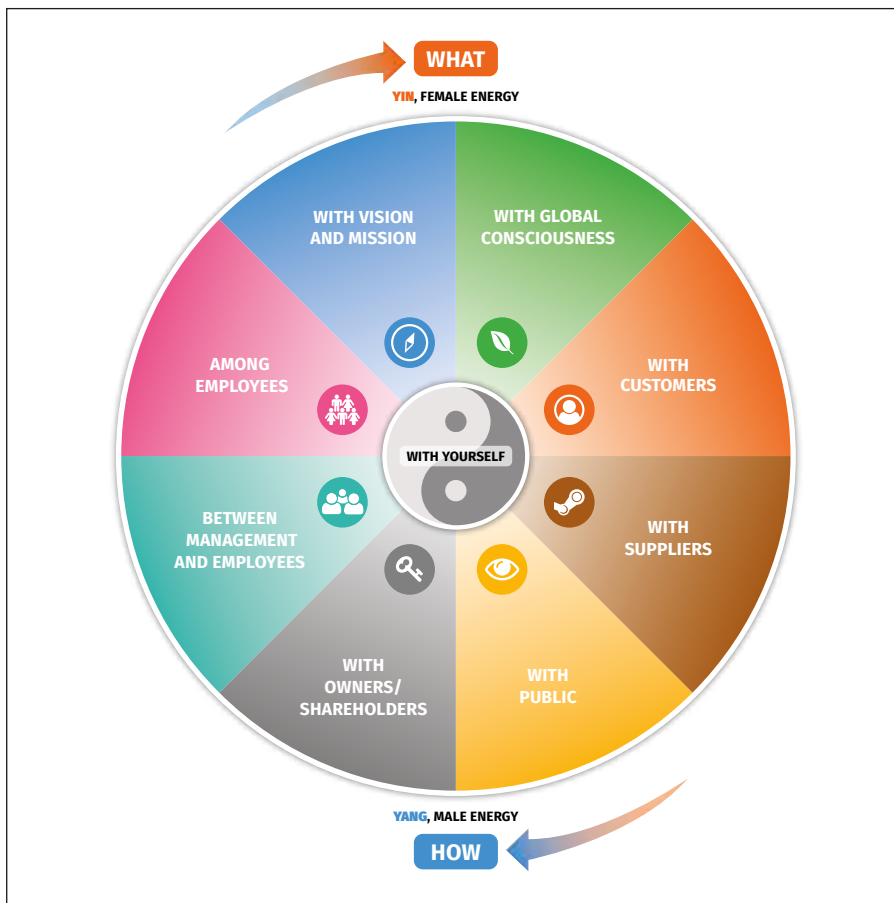 WHAT
YIN, FEMALE ENERGY
WITH VISION
AND MISSION
WITH GLOBAL
CONSCIOUSNESS
AMONG
EMPLOYEES
WITH
CUSTOMERS
WITH YOURSELF
BETWEEN
MANAGEMENT
AND EMPLOYEES
WITH
SUPPLIERS
WITH
OWNERS/
SHAREHOLDERS
WITH
PUBLIC
YANG, MALE ENERGY
HOW